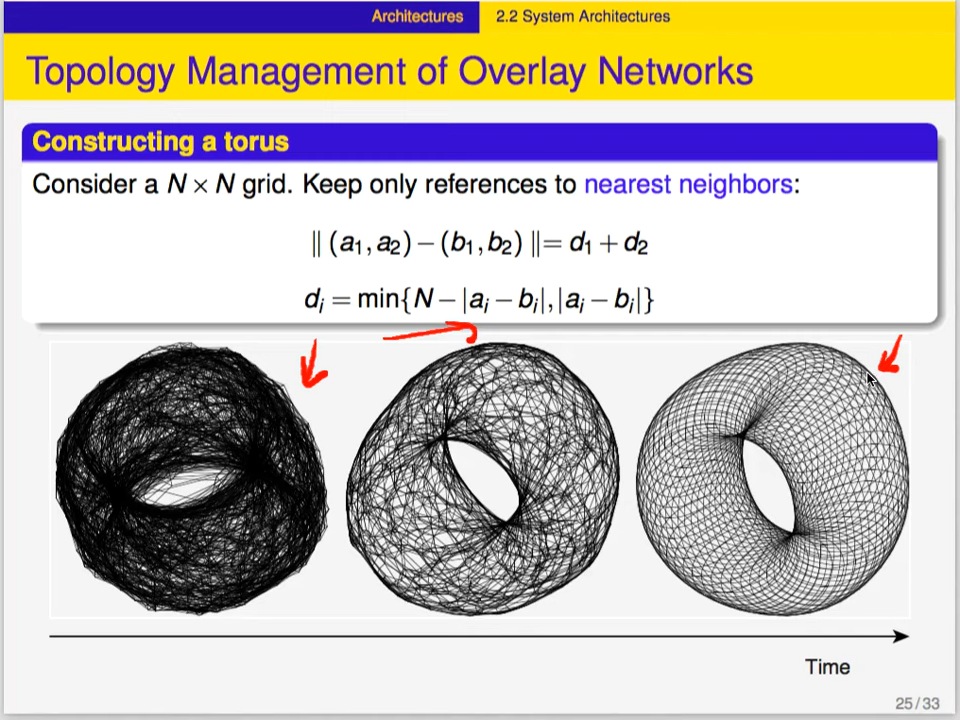 Architectures 2.2 System Architectures
Topology Management of Overlay Networks
Constructing a torus
Consider a N × N grid. Keep only references to nearest neighbors:
‖ (a₁, a₂) − (b₁, b₂) ‖= d₁ + d₂
dᵢ = min{N − |aᵢ − bᵢ|, |aᵢ − bᵢ|}
Time
25 / 33